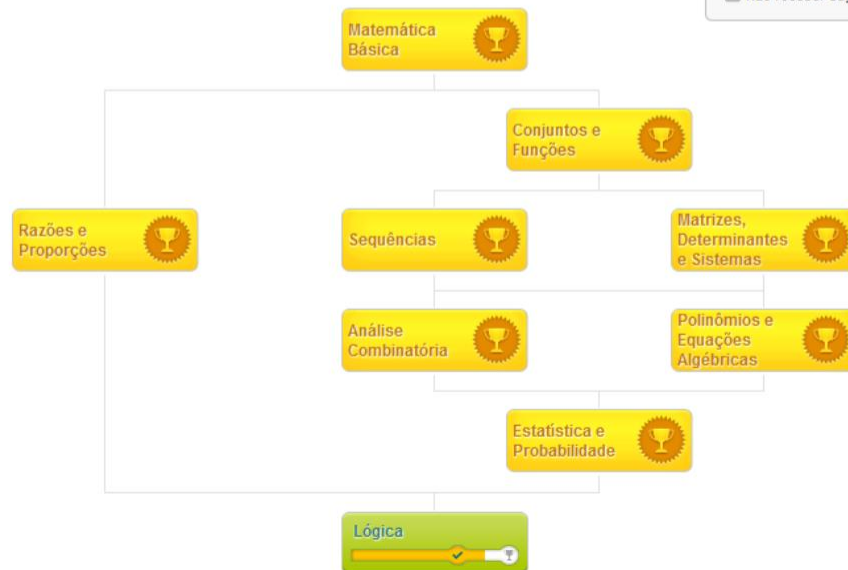 Matemática
Básica
Conjuntos e
Funções
Razões e
Proporções
Sequências
Matrizes,
Determinantes
e Sistemas
Análise
Combinatória
Polinômios e
Equações
Algébricas
Estatística e
Probabilidade
Lógica